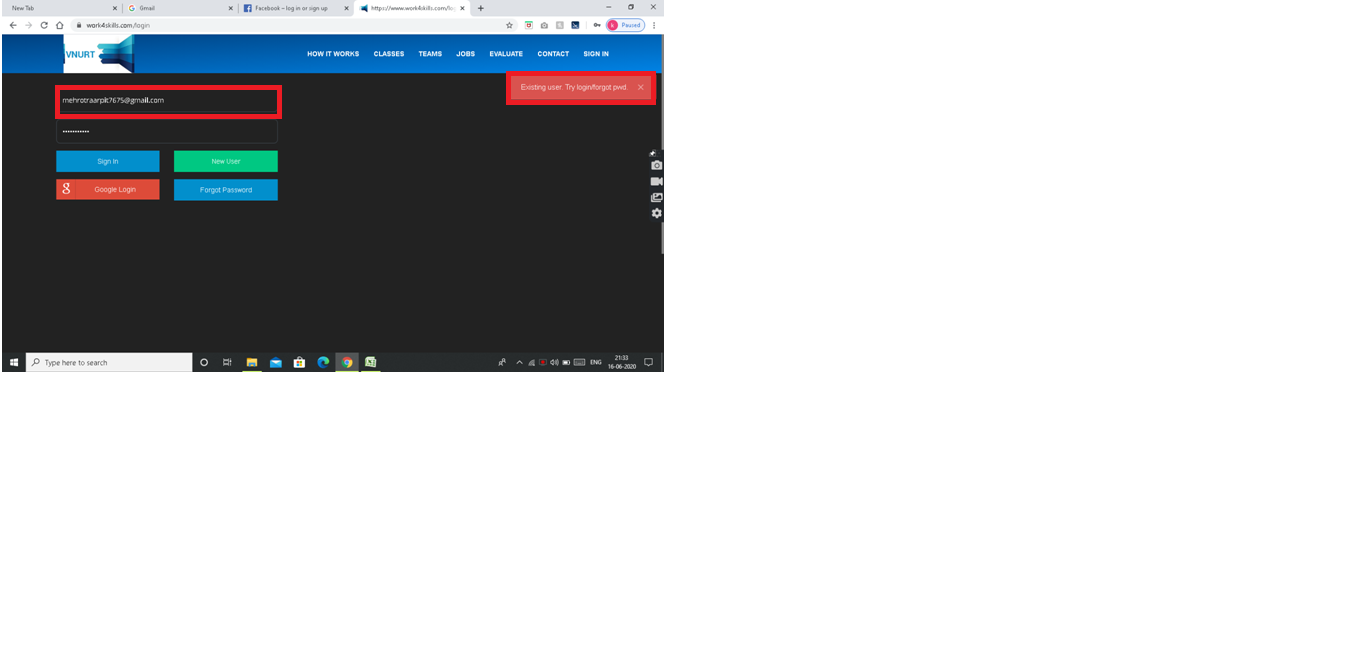 New Tab
Gmail
Facebook – log in or sign up
https://www.work4skills.com/log
work4skills.com/login
k
Paused
VNURT
HOW IT WORKS
CLASSES
TEAMS
JOBS
EVALUATE
CONTACT
SIGN IN
Existing user. Try login/forgot pwd.
mehrotraarpit7675@gmail.com
Sign In
New User
Google Login
Forgot Password
Type here to search
ENG
21:33
16-06-2020